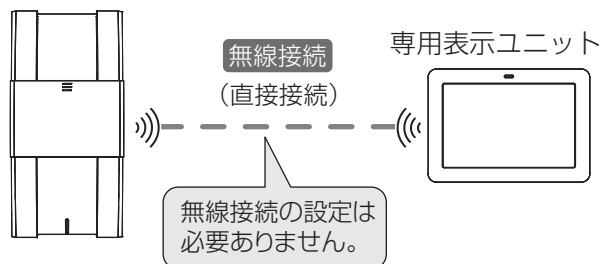 無線接続
(直接接続)
専用表示ユニット
無線接続の設定は
必要ありません。